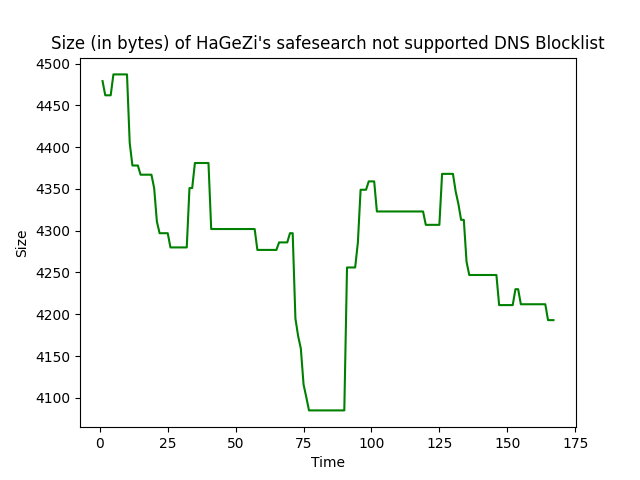 Size (in bytes) of HaGeZi's safesearch not supported DNS Blocklist
4500
4450
4400
4350
4300
4250
4200
4150
4100
Size
0 25 50 75 100 125 150 175
Time